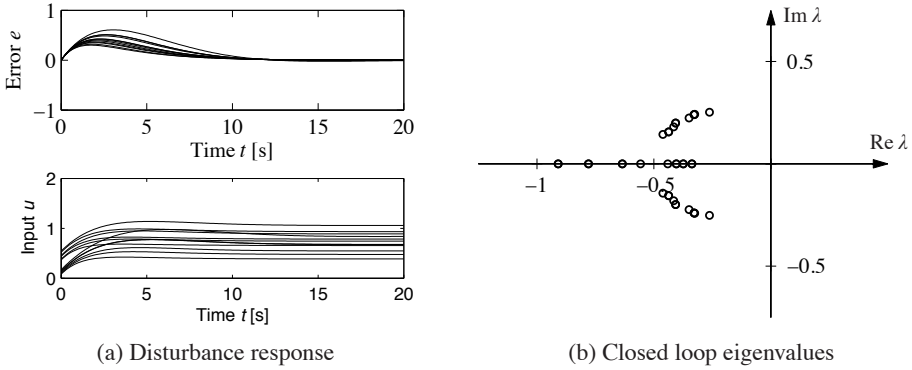 1
0
−1
Error e
0 5 10 15 20
Time t [s]
2
1
0
Input u
0 5 10 15 20
Time t [s]
(a) Disturbance response
Im λ
0.5
Re λ
−1 −0.5
−0.5
(b) Closed loop eigenvalues